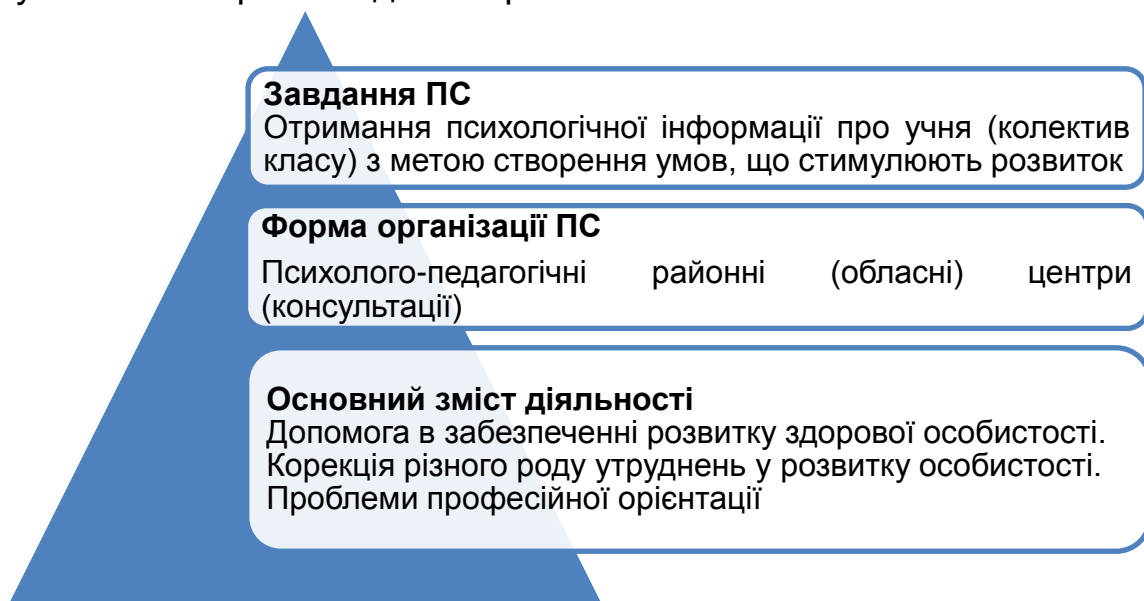 Завдання ПС
Отримання психологічної інформації про учня (колектив
класу) з метою створення умов, що стимулюють розвиток
Форма організації ПС
Психолого-педагогічні районні (обласні) центри
(консультації)
Основний зміст діяльності
Допомога в забезпеченні розвитку здорової особистості.
Корекція різного роду утруднень у розвитку особистості.
Проблеми професійної орієнтації